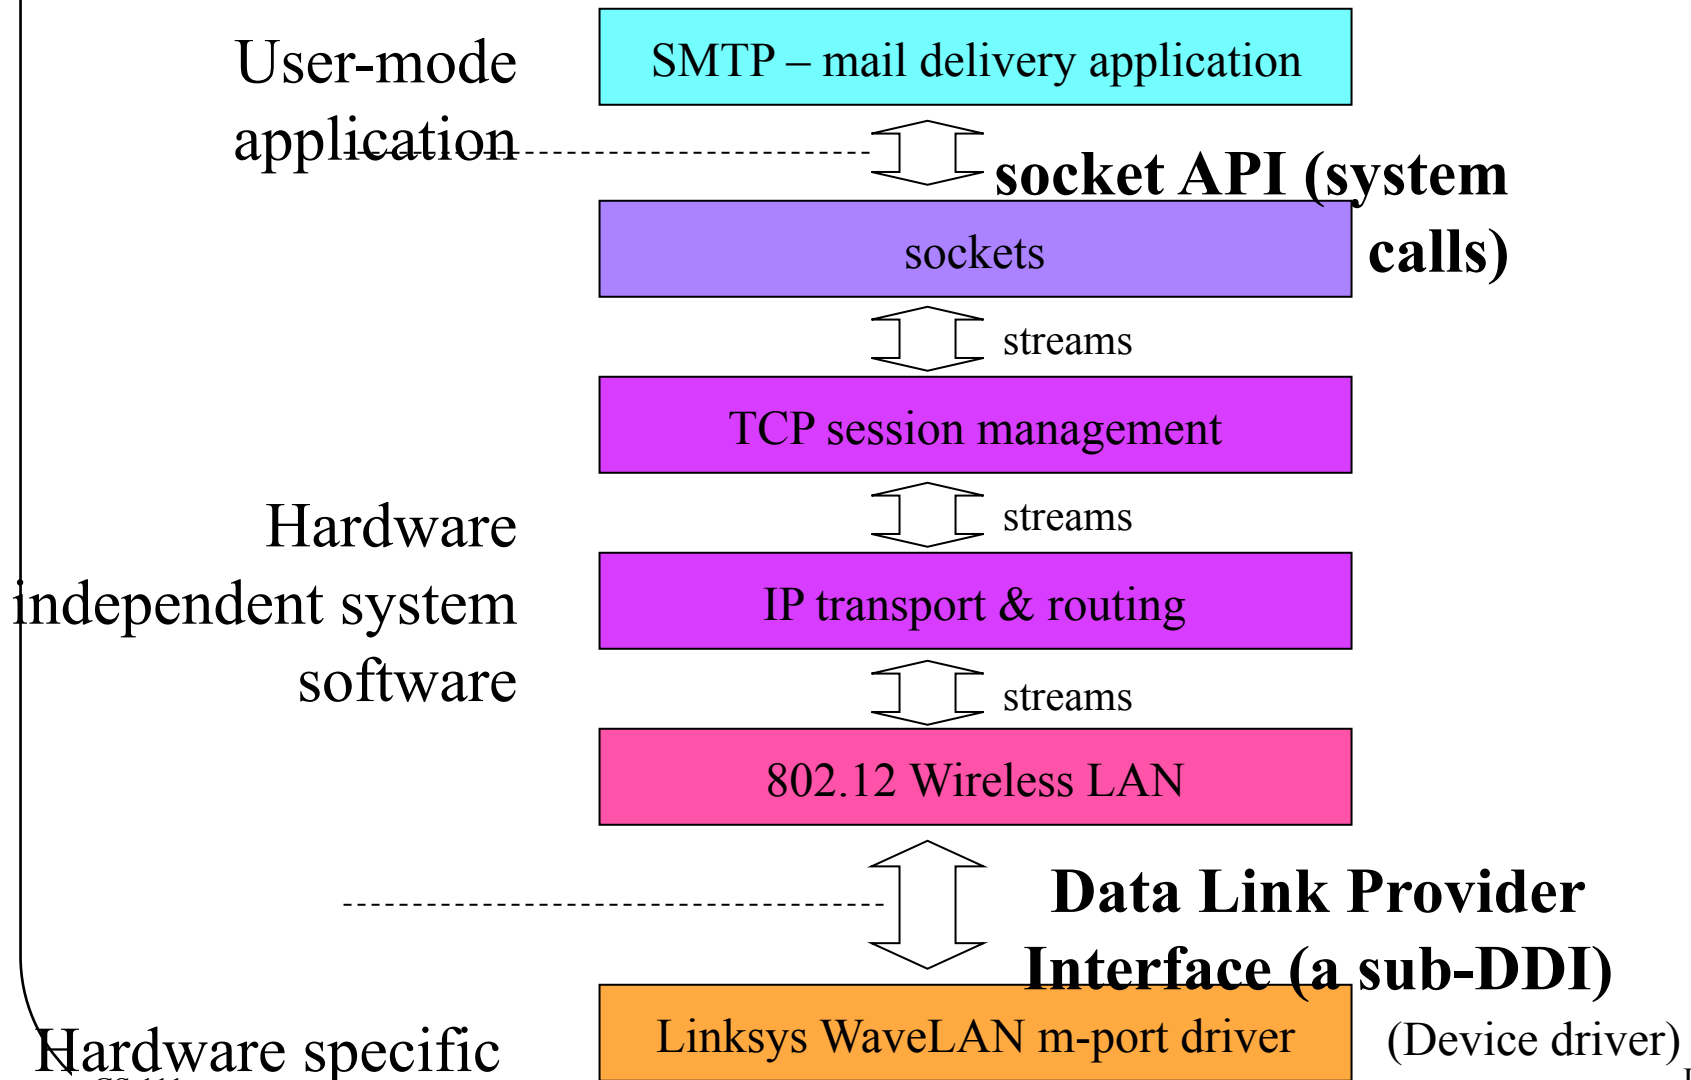 SMTP – mail delivery application
User-mode
application
socket API (system
calls)
sockets
streams
TCP session management
streams
Hardware
independent system
software
IP transport & routing
streams
802.12 Wireless LAN
Data Link Provider
Interface (a sub-DDI)
Linksys WaveLAN m-port driver
(Device driver)
Hardware specific